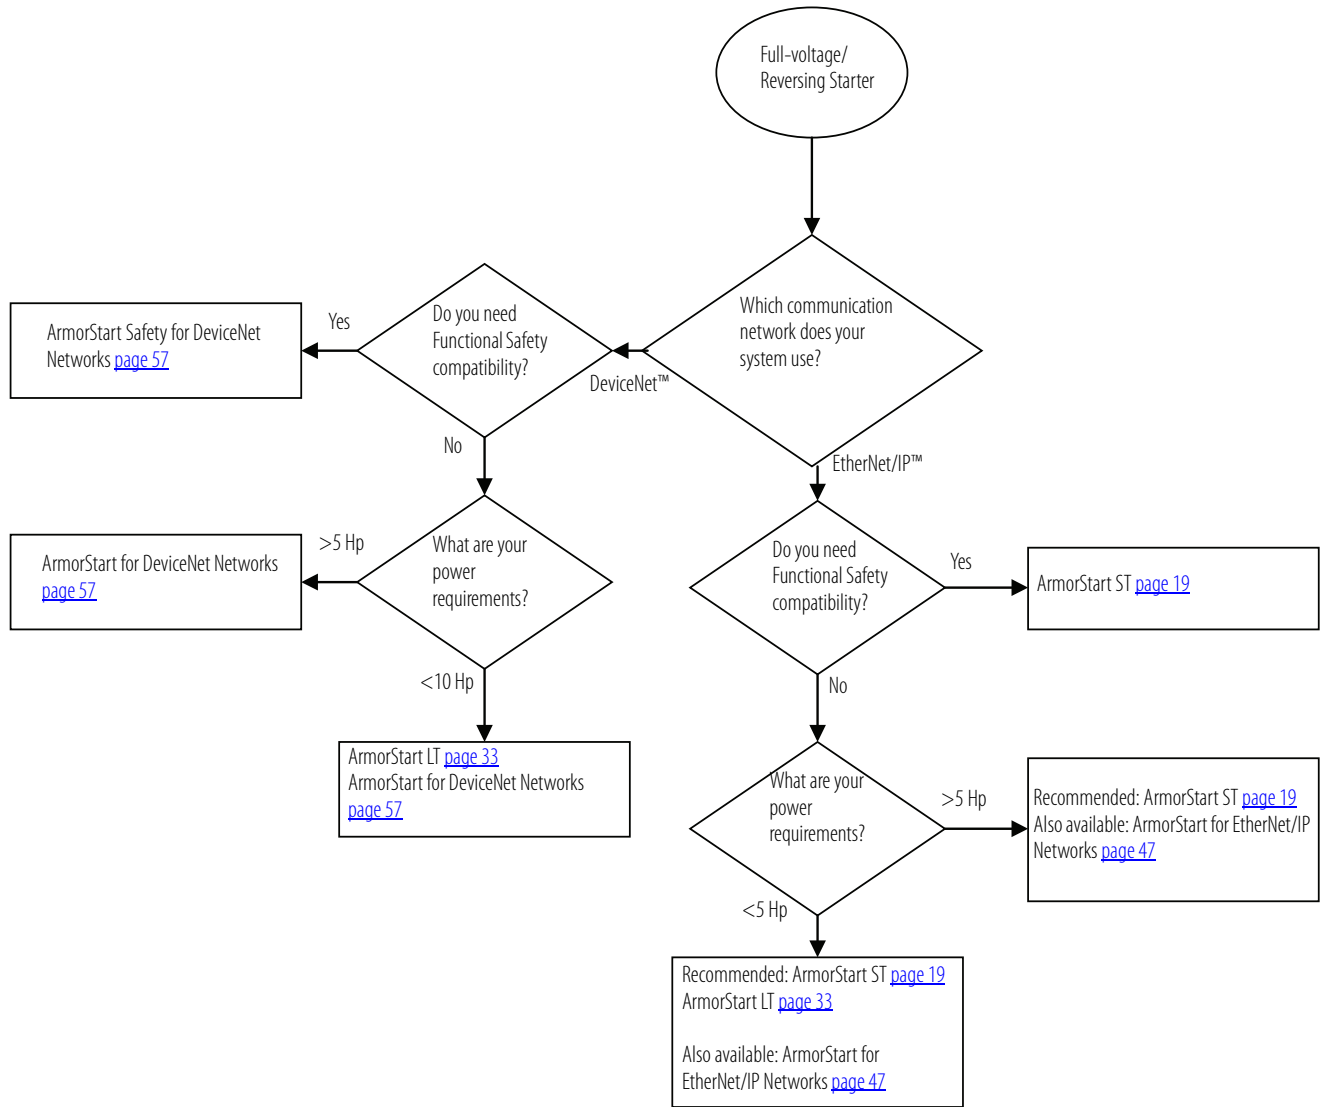 Full-voltage/
Reversing Starter
Which communication
network does your
system use?
DeviceNet™
EtherNet/IP™
Do you need
Functional Safety
compatibility?
Yes
ArmorStart Safety for DeviceNet
Networks page 57
No
What are your
power
requirements?
>5 Hp
ArmorStart for DeviceNet Networks
page 57
<10 Hp
ArmorStart LT page 33
ArmorStart for DeviceNet Networks
page 57
Do you need
Functional Safety
compatibility?
Yes
ArmorStart ST page 19
No
What are your
power
requirements?
>5 Hp
Recommended: ArmorStart ST page 19
Also available: ArmorStart for EtherNet/IP
Networks page 47
<5 Hp
Recommended: ArmorStart ST page 19
ArmorStart LT page 33
Also available: ArmorStart for
EtherNet/IP Networks page 47